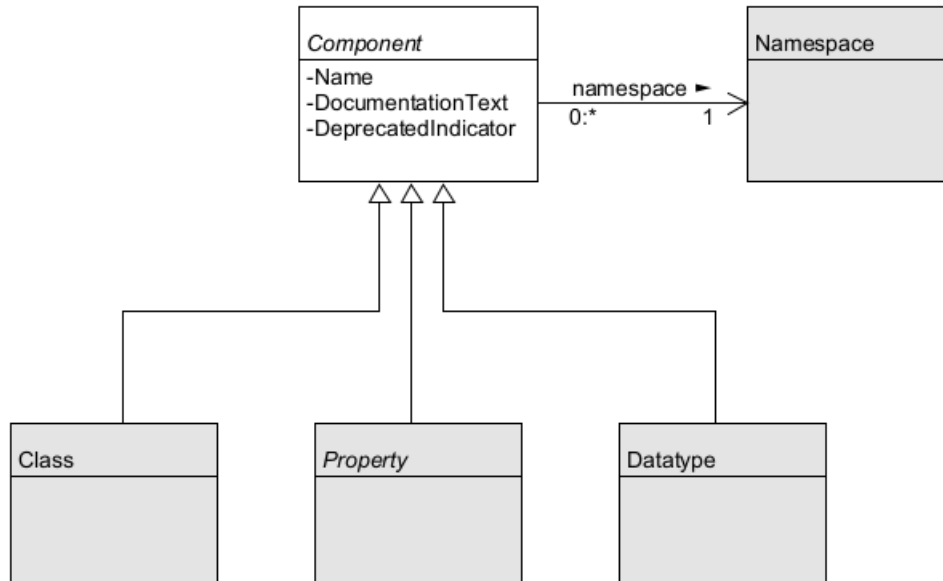 Component
Namespace
-Name
-DocumentationText
-DeprecatedIndicator
namespace ►
0:*
1
Class
Property
Datatype